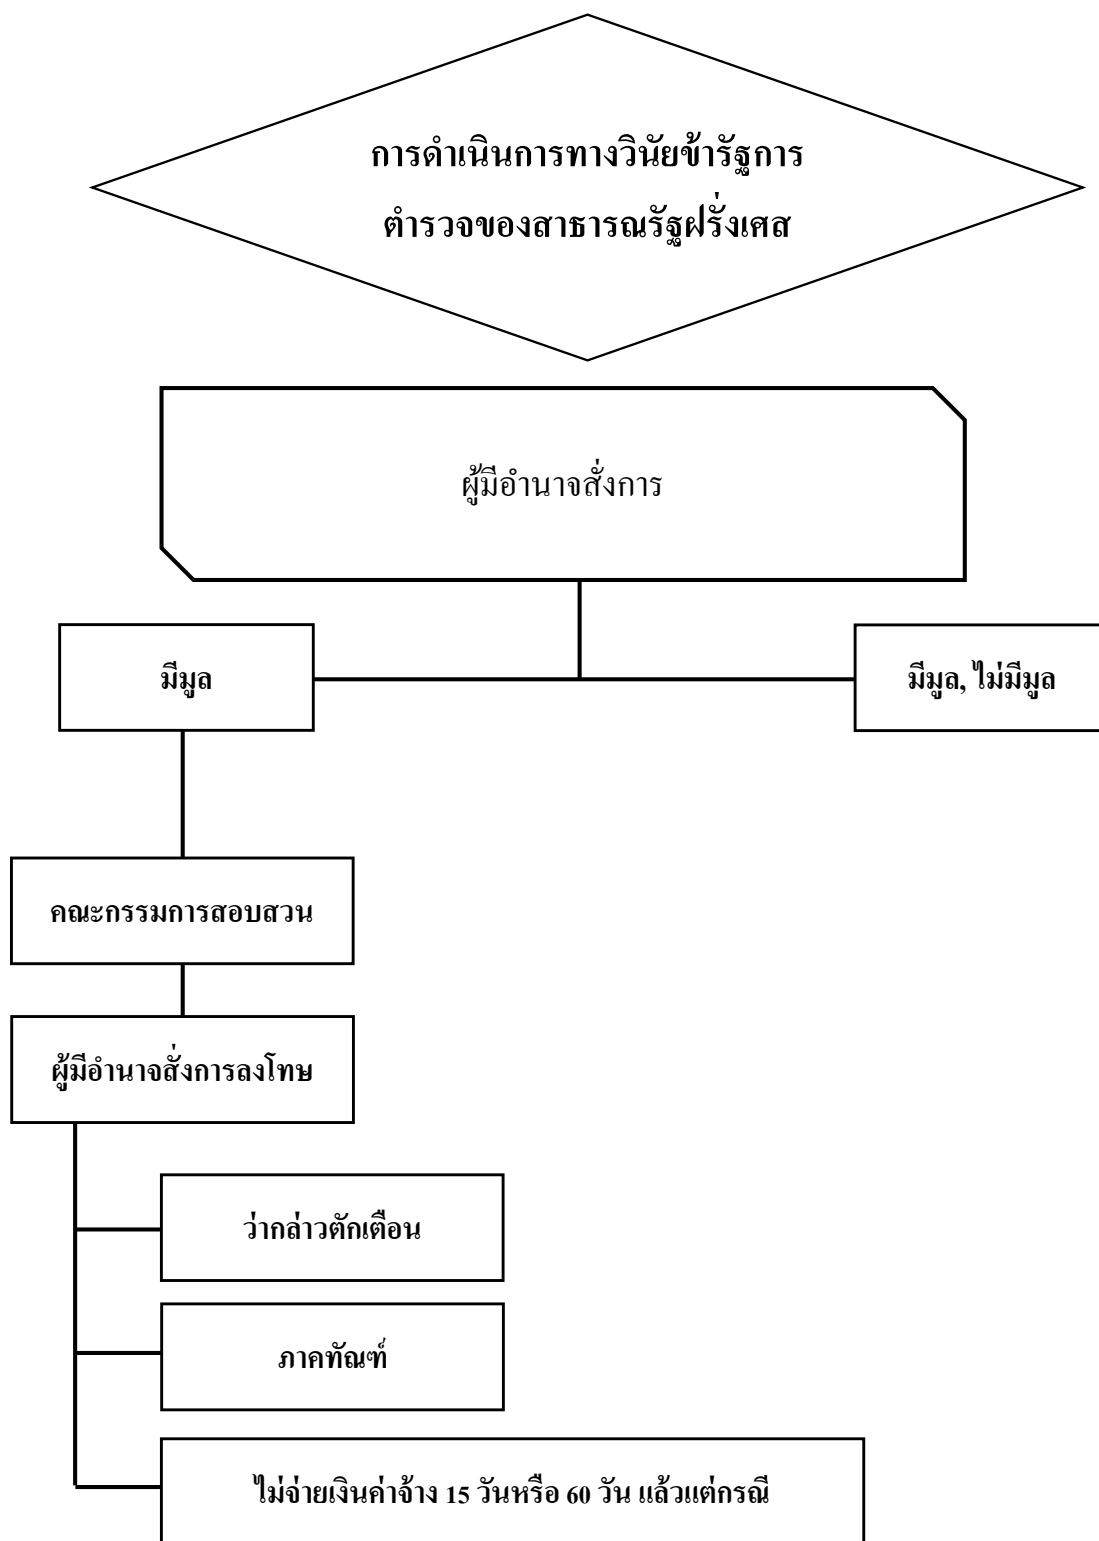 การดำเนินการทางวินัยข้ารัฐการ
ตำรวจของสาธารณรัฐฝรั่งเศส
ผู้มีอำนาจสั่งการ
มีมูล
มีมูล, ไม่มีมูล
คณะกรรมการสอบสวน
ผู้มีอำนาจสั่งการลงโทษ
ว่ากล่าวตักเตือน
ภาคทัณฑ์
ไม่จ่ายเงินค่าจ้าง 15 วันหรือ 60 วัน แล้วแต่กรณี